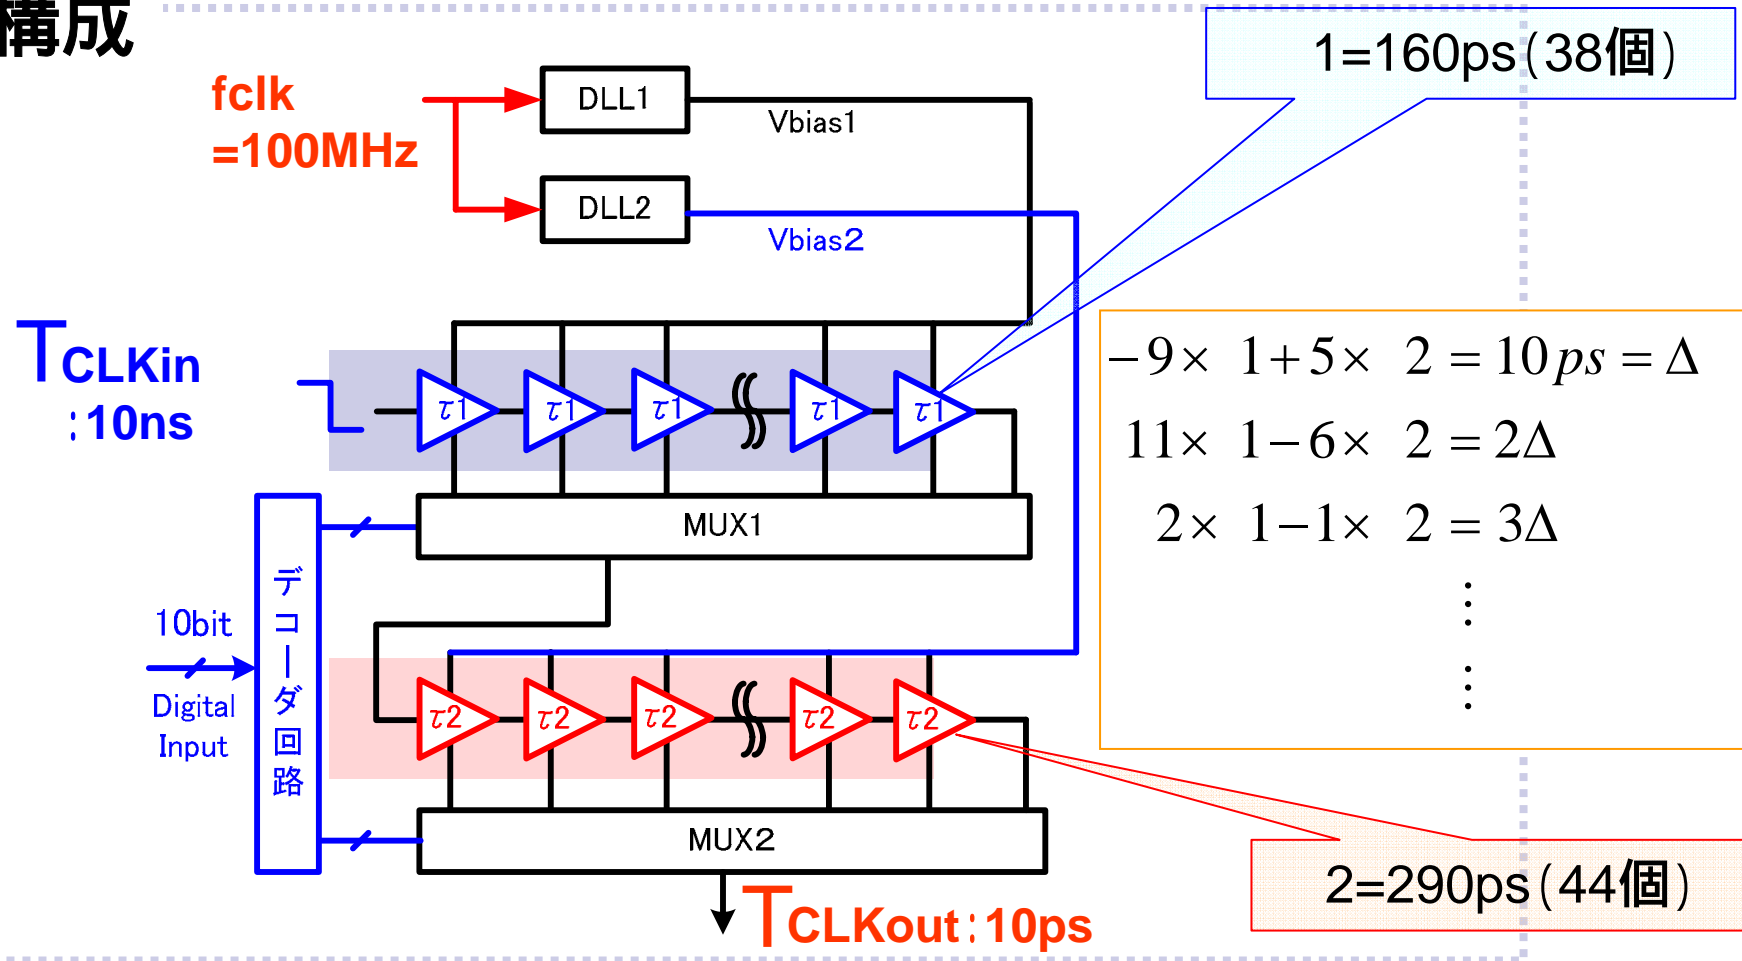 構成
fclk
=100MHz
DLL1
Vbias1
DLL2
Vbias2
1=160ps(38個)
TCLKin
:10ns
τ1
τ1
τ1
τ1
τ1
MUX1
−9× 1+5× 2 = 10ps = Δ
11× 1−6× 2 = 2Δ
2× 1−1× 2 = 3Δ
⋮
⋮
10bit
Digital
Input
デコーダ回路
τ2
τ2
τ2
τ2
τ2
MUX2
2=290ps(44個)
TCLKout:10ps